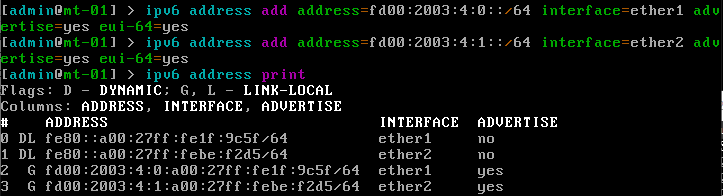 [admin@mt-01] > ipv6 address add address=fd00:2003:4:0::/64 interface=ether1 adv
ertise=yes eui-64=yes
[admin@mt-01] > ipv6 address add address=fd00:2003:4:1::/64 interface=ether2 adv
ertise=yes eui-64=yes
[admin@mt-01] > ipv6 address print
Flags: D - DYNAMIC; G, L - LINK-LOCAL
Columns: ADDRESS, INTERFACE, ADVERTISE
# ADDRESS INTERFACE ADVERTISE
0 DL fe80::a00:27ff:fe1f:9c5f/64 ether1 no
1 DL fe80::a00:27ff:febe:f2d5/64 ether2 no
2 G fd00:2003:4:0:a00:27ff:fe1f:9c5f/64 ether1 yes
3 G fd00:2003:4:1:a00:27ff:febe:f2d5/64 ether2 yes